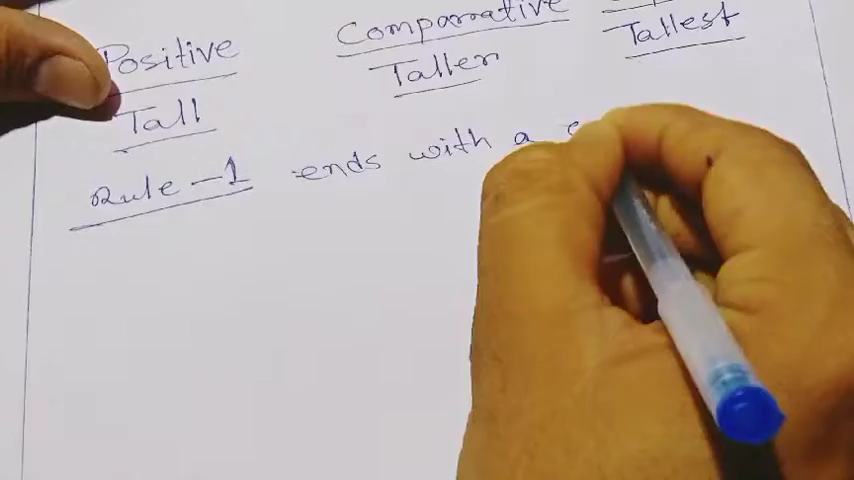 Positive Comparative
Tall Taller Tallest
Rule-1 ends with a